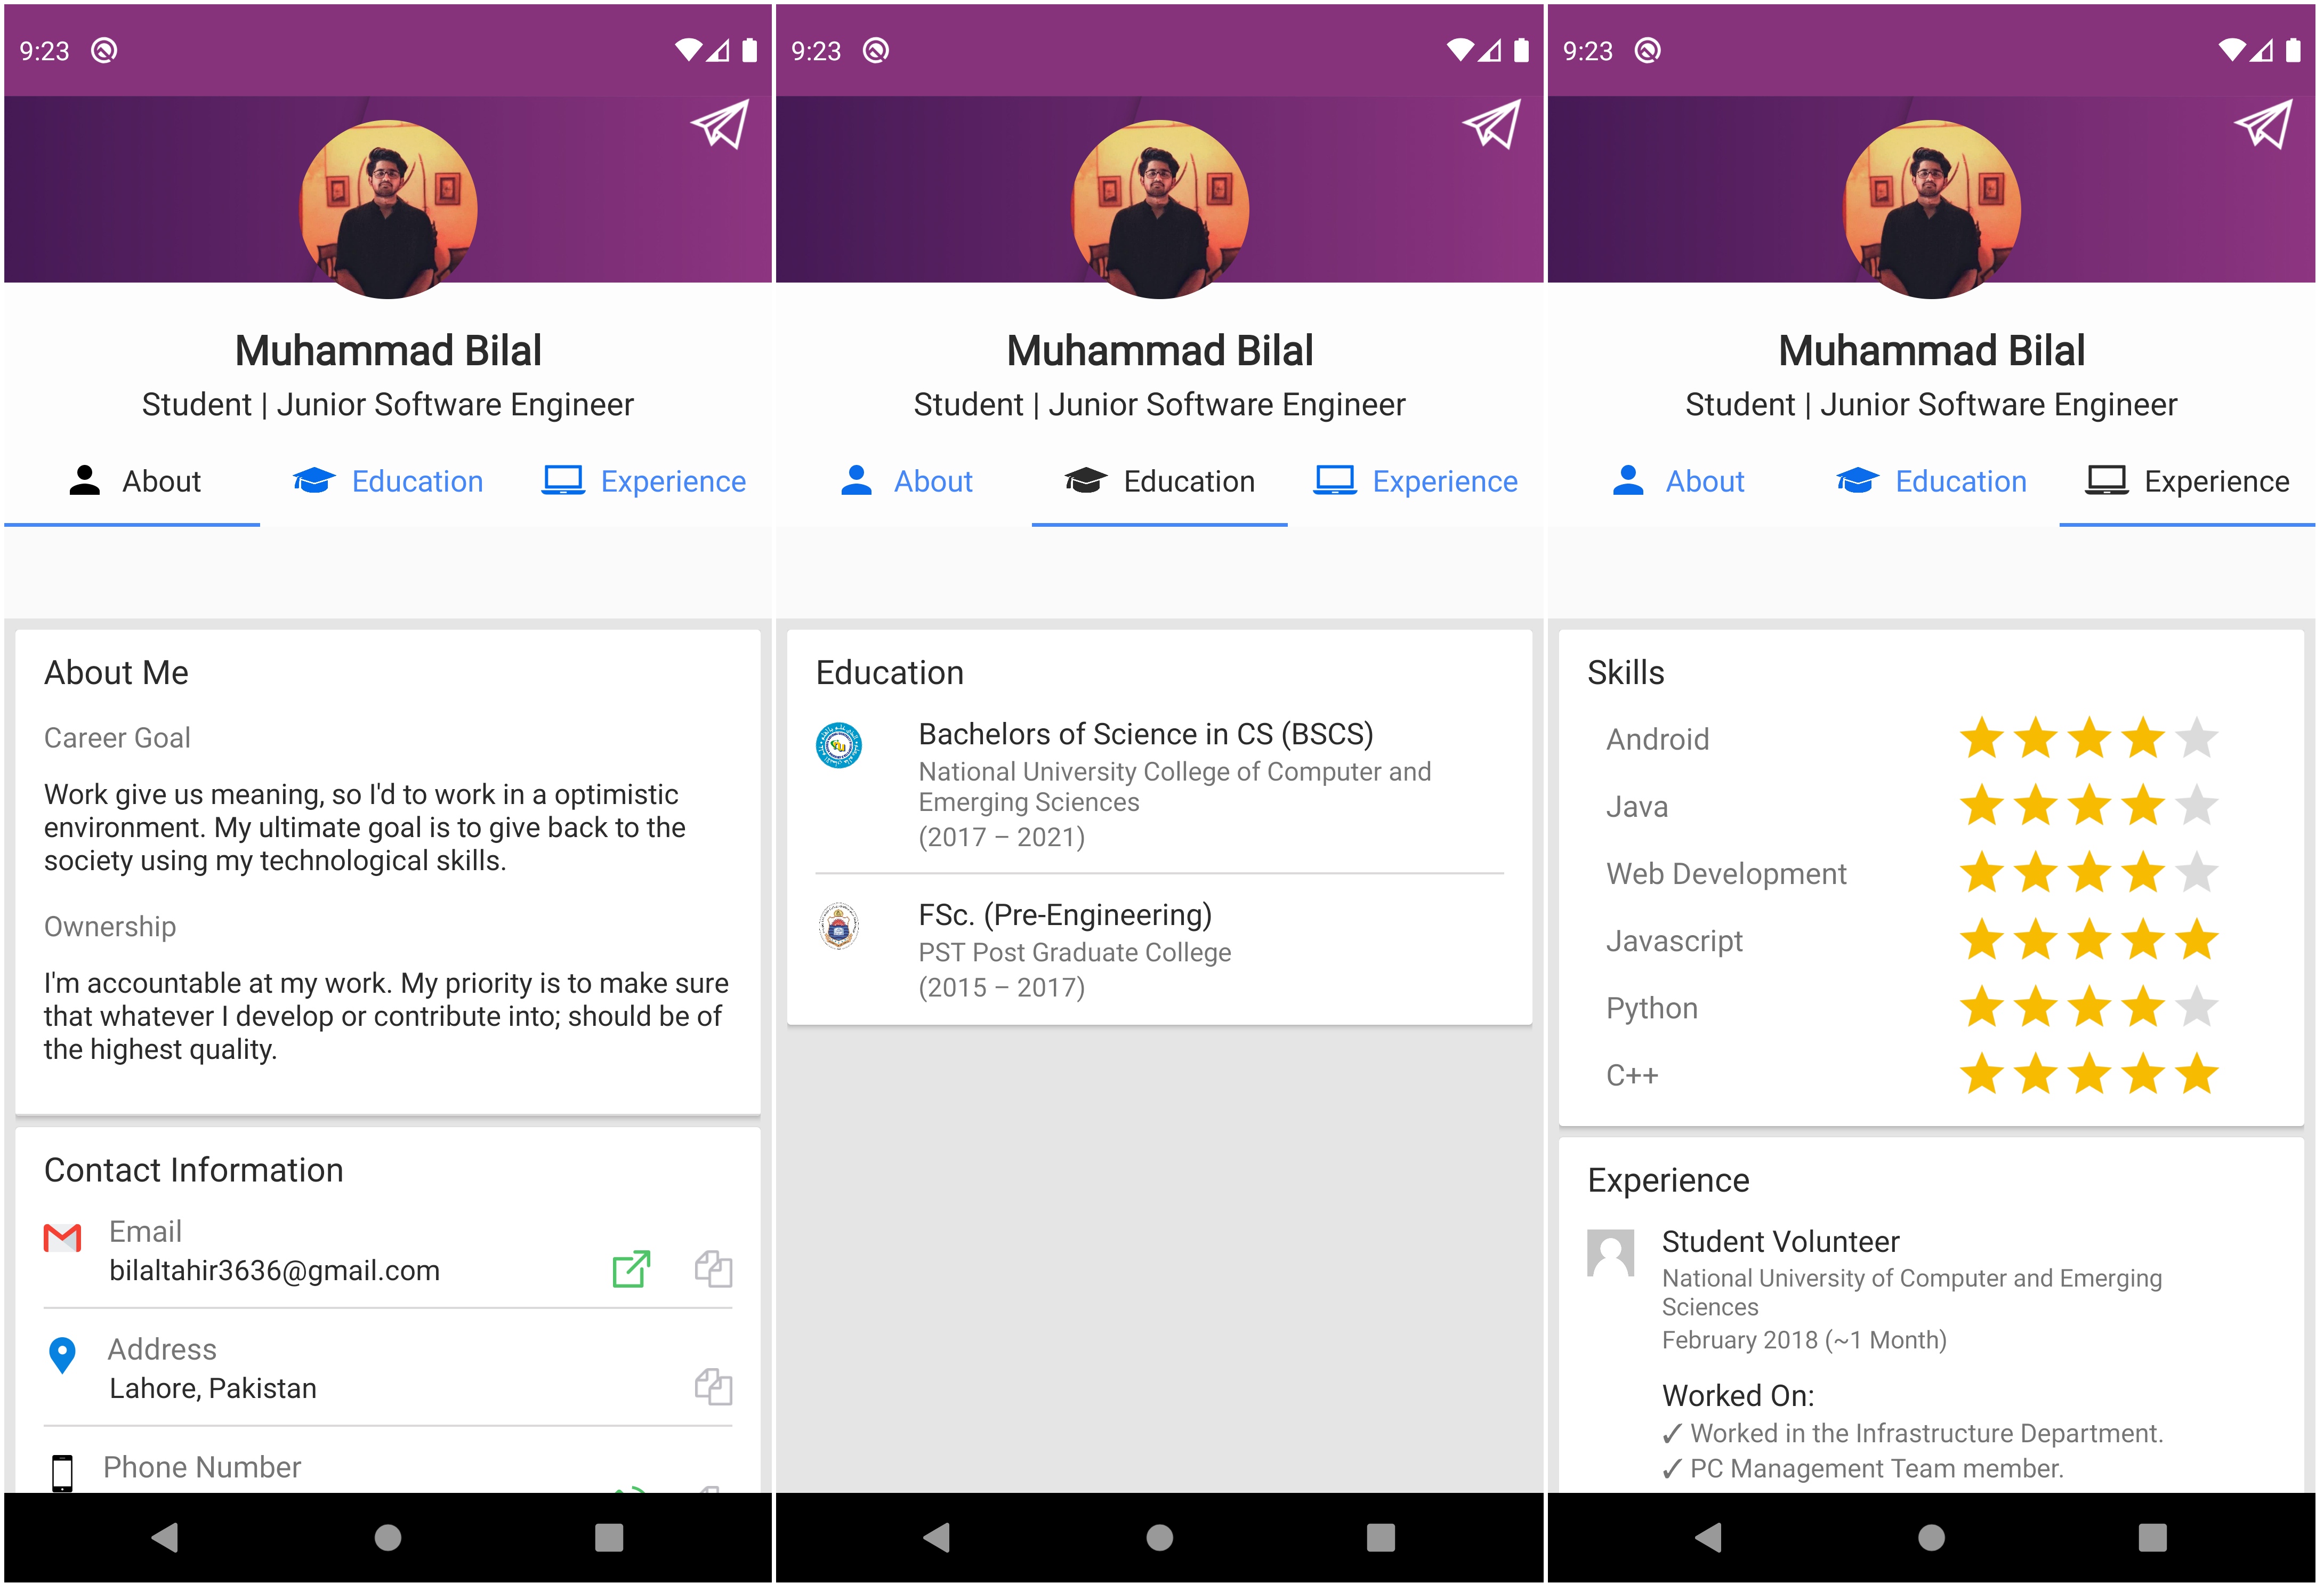 9:23
Muhammad Bilal
Student | Junior Software Engineer
About
Education
Experience
About Me
Career Goal
Work give us meaning, so I'd to work in a optimistic
environment. My ultimate goal is to give back to the
society using my technological skills.
Ownership
I'm accountable at my work. My priority is to make sure
that whatever I develop or contribute into; should be of
the highest quality.
Contact Information
Email
bilaltahir3636@gmail.com
Address
Lahore, Pakistan
Phone Number
9:23
Muhammad Bilal
Student | Junior Software Engineer
About
Education
Experience
Education
Bachelors of Science in CS (BSCS)
National University College of Computer and
Emerging Sciences
(2017 – 2021)
FSc. (Pre-Engineering)
PST Post Graduate College
(2015 – 2017)
9:23
Muhammad Bilal
Student | Junior Software Engineer
About
Education
Experience
Skills
Android
Java
Web Development
Javascript
Python
C++
Experience
Student Volunteer
National University of Computer and Emerging
Sciences
February 2018 (~1 Month)
Worked On:
✓ Worked in the Infrastructure Department.
✓ PC Management Team member.